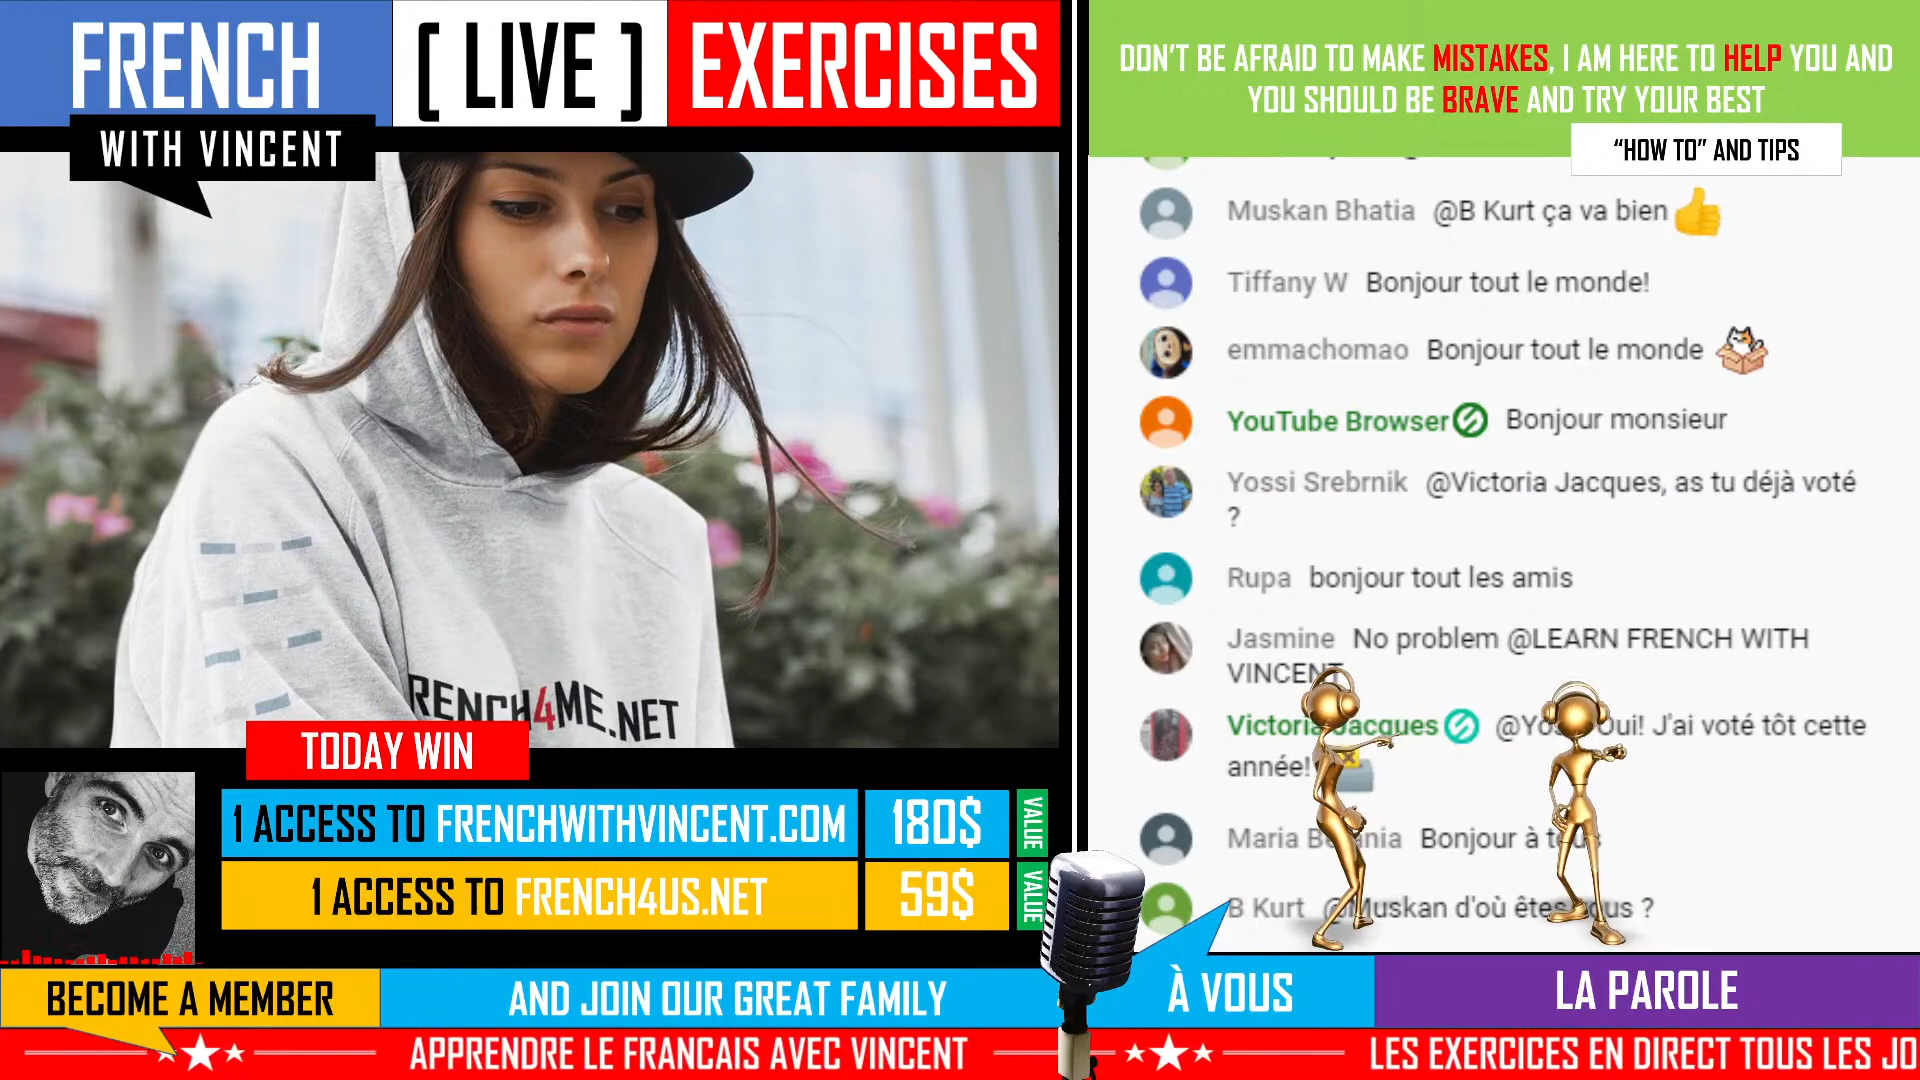 FRENCH
[ LIVE ]
EXERCISES
WITH VINCENT
RENCH4ME.NET
TODAY WIN
1 ACCESS TO FRENCHWITHVINCENT.COM
180$
VALUE
1 ACCESS TO FRENCH4US.NET
59$
VALUE
BECOME A MEMBER
AND JOIN OUR GREAT FAMILY
DON'T BE AFRAID TO MAKE MISTAKES, I AM HERE TO HELP YOU AND
YOU SHOULD BE BRAVE AND TRY YOUR BEST
“HOW TO” AND TIPS
Muskan Bhatia @B Kurt ça va bien 👍
Tiffany W Bonjour tout le monde!
emmachomao Bonjour tout le monde
YouTube Browser Bonjour monsieur
Yossi Srebrnik @Victoria Jacques, as tu déjà voté
?
Rupa bonjour tout les amis
Jasmine No problem @LEARN FRENCH WITH
VINCENT
Victoria Jacques Oui! J'ai voté tôt cette
année!
Maria Bonjour à tous
B Kurt @Muskan d'où êtes vous ?
À VOUS
LA PAROLE
APPRENDRE LE FRANCAIS AVEC VINCENT
LES EXERCICES EN DIRECT TOUS LES JO